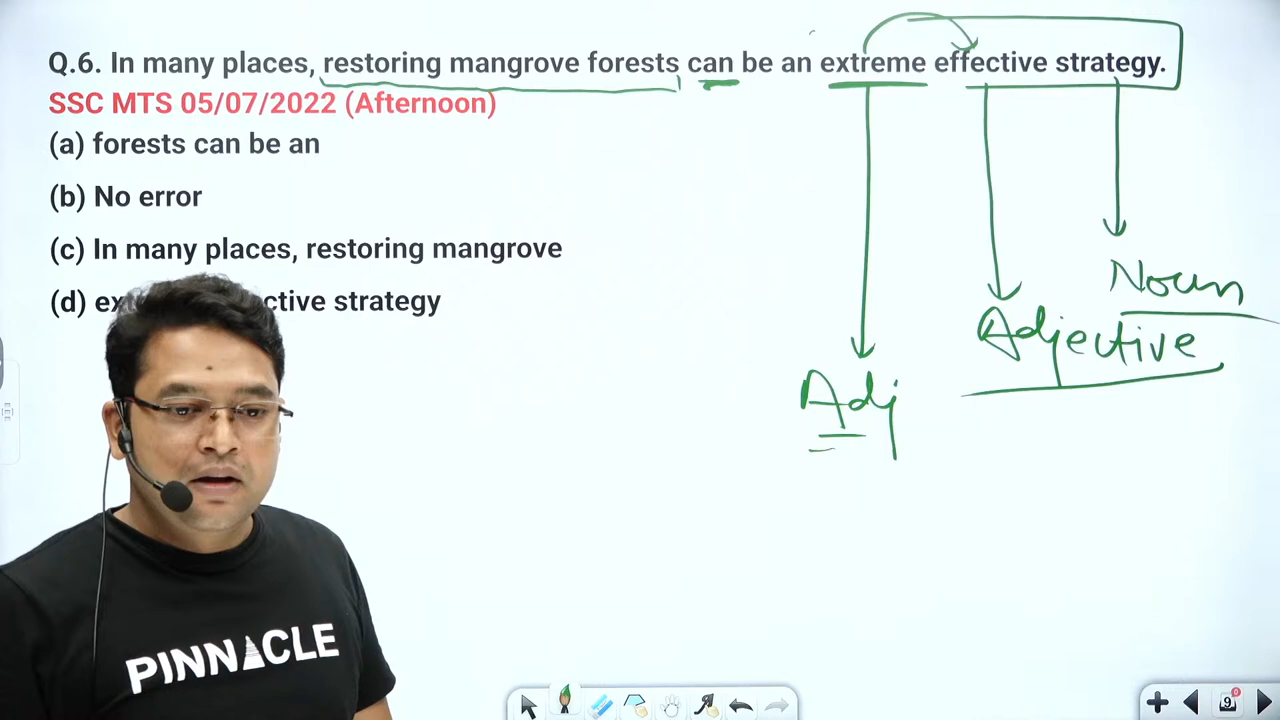 Q.6. In many places, restoring mangrove forests can be an extreme effective strategy.
SSC MTS 05/07/2022 (Afternoon)
(a) forests can be an
(b) No error
(c) In many places, restoring mangrove
(d) ctive strategy
Noun
Adjective
Adj
PINNACLE
9